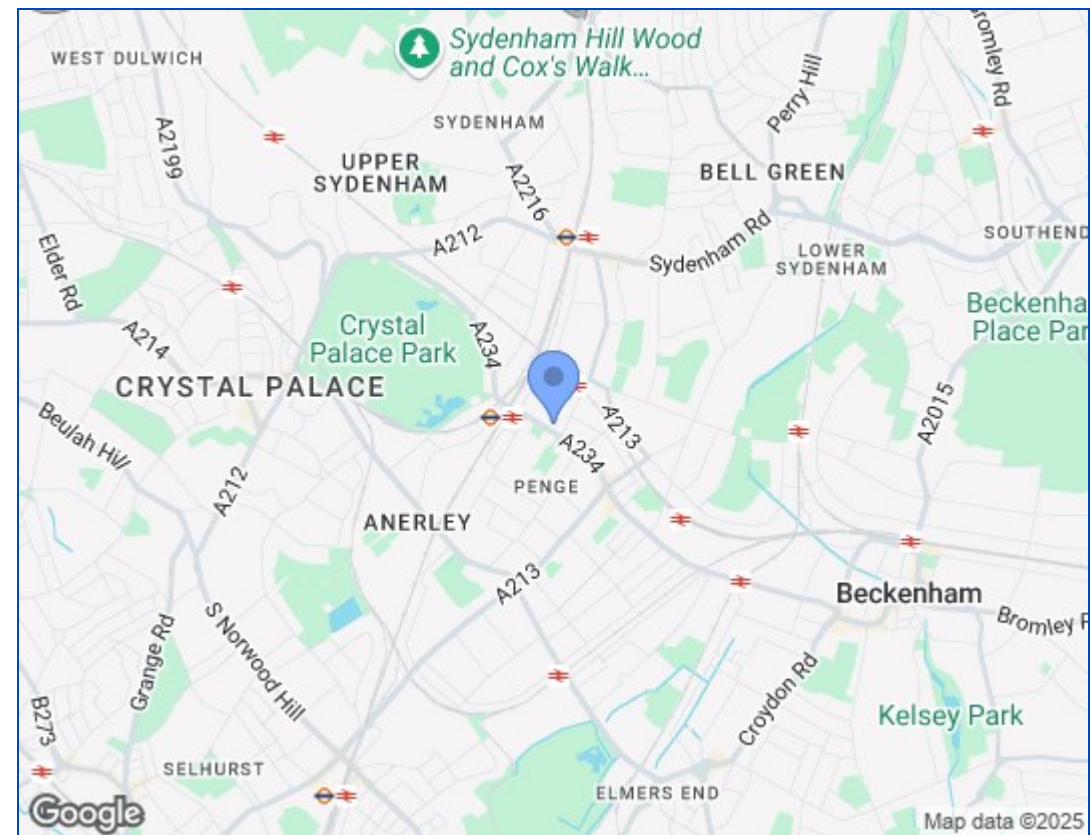 Sydenham Hill Wood
and Cox's Walk...
Bromley Rd
WEST DULWICH
Perry Hill
A2199
SYDENHAM
UPPER
SYDENHAM
A2216
BELL GREEN
Elder Rd
A212
Sydenham Rd
SOUTHEND
LOWER
SYDENHAM
A214
Crystal
Palace Park
A234
Beckenha
Place Par
CRYSTAL PALACE
Beulah Hill
A213
A2015
A234
A212
PENGE
ANERLEY
A213
Beckenham
Bromley R
Grange Rd
S Norwood Hill
Croydon Rd
B273
Kelsey Park
SELHURST
ELMERS END
Google
Map data ©2025